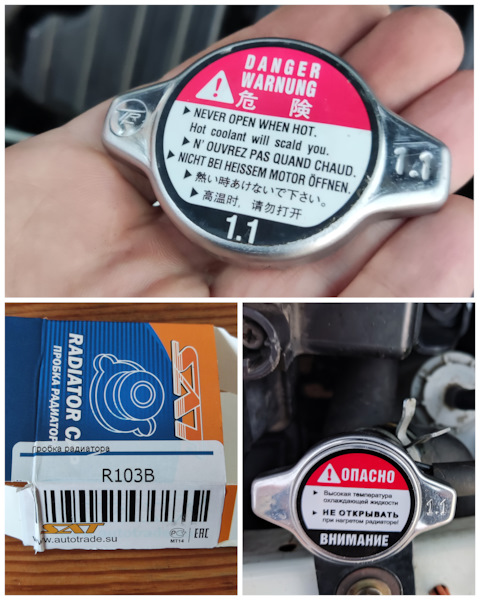 DANGER
WARNUNG
危 険
NEVER OPEN WHEN HOT.
Hot coolant will scald you.
N' OUVREZ PAS QUAND CHAUD.
NICHT BEI HEISSEM MOTOR ÖFFNEN.
熱い時あけないで下さい。
高温时, 请勿打开
1.1
1.1
RADIATOR C
ПРОБКА РАДИАТОР
пробка радиатора
R103B
SAT
www.autotrade.su
МТ14
EAC
ОПАСНО
Высокая температура
охлаждающей жидкости
НЕ ОТКРЫВАТЬ
при нагретом радиаторе!
ВНИМАНИЕ
1.1